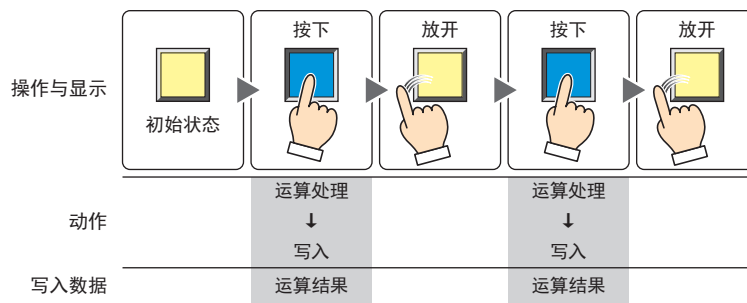 按下
放开
按下
放开
操作与显示
初始状态
运算处理
运算处理
动作
↓
↓
写入
写入
写入数据
运算结果
运算结果